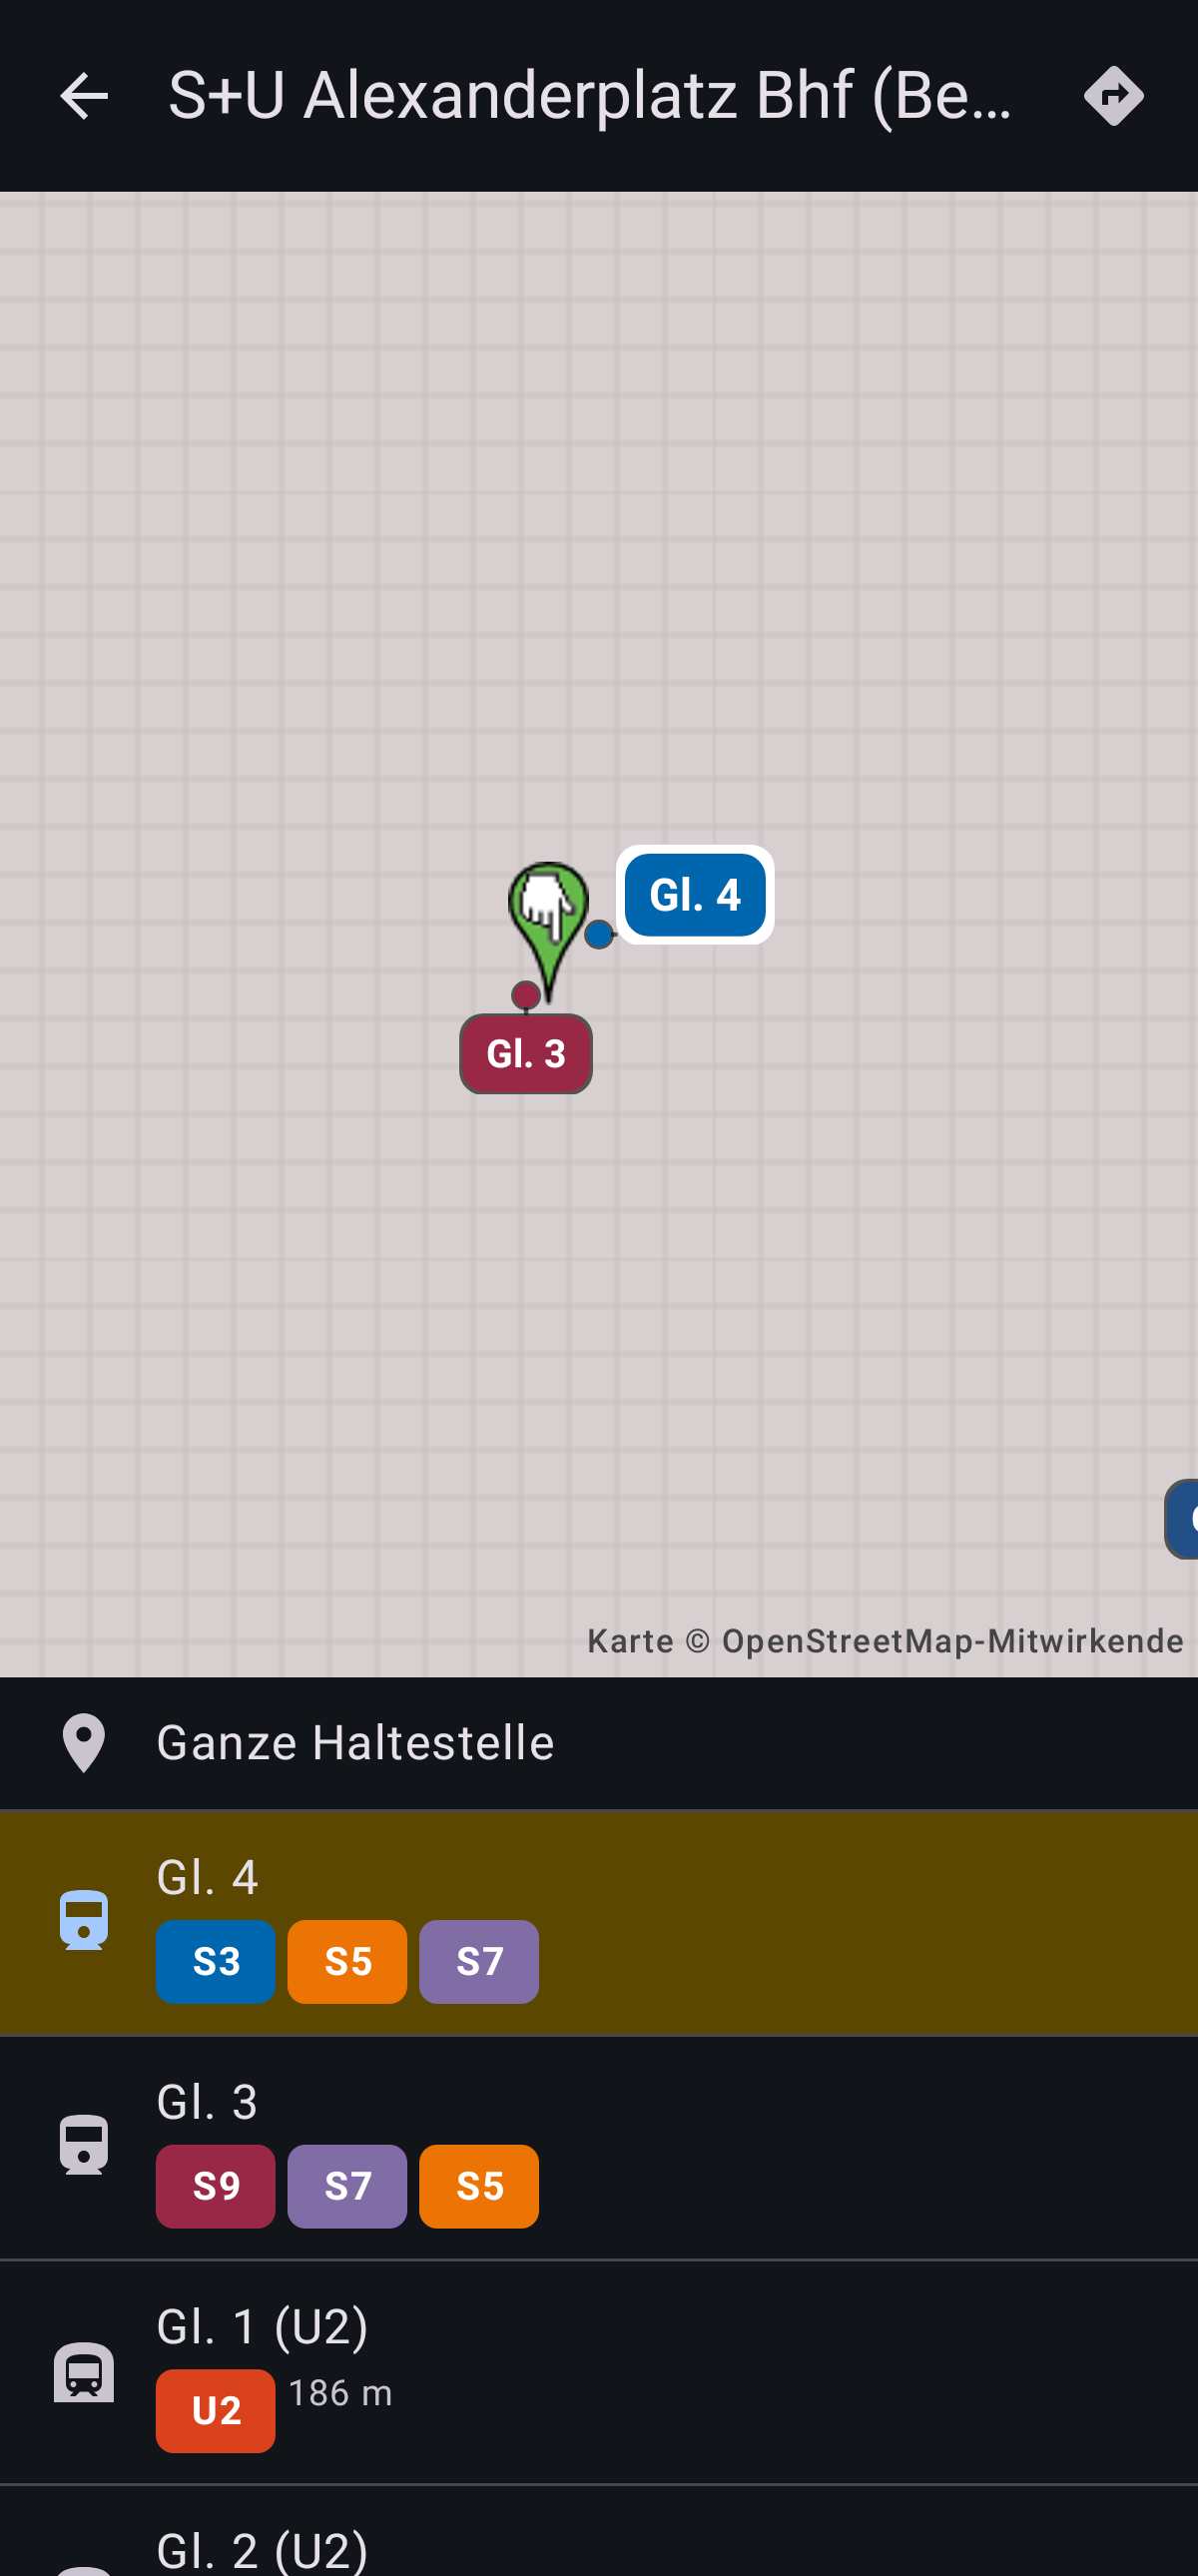 S+U Alexanderplatz Bhf (Be…
Gl. 4
Gl. 3
Karte © OpenStreetMap-Mitwirkende
Ganze Haltestelle
Gl. 4
S3 S5 S7
Gl. 3
S9 S7 S5
Gl. 1 (U2)
U2 186 m
Gl. 2 (U2)